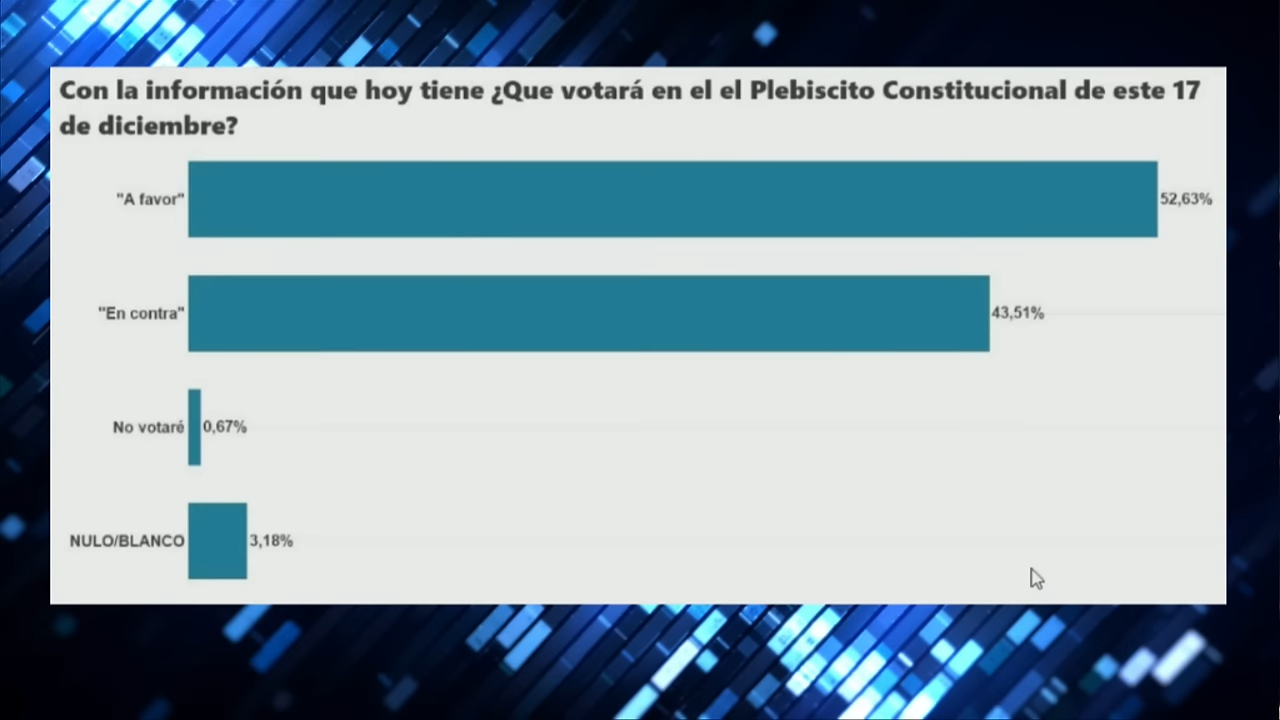 Con la información que hoy tiene ¿Que votará en el el Plebiscito Constitucional de este 17
de diciembre?
"A favor" 52,63%
"En contra" 43,51%
No votaré 0,67%
NULO/BLANCO 3,18%